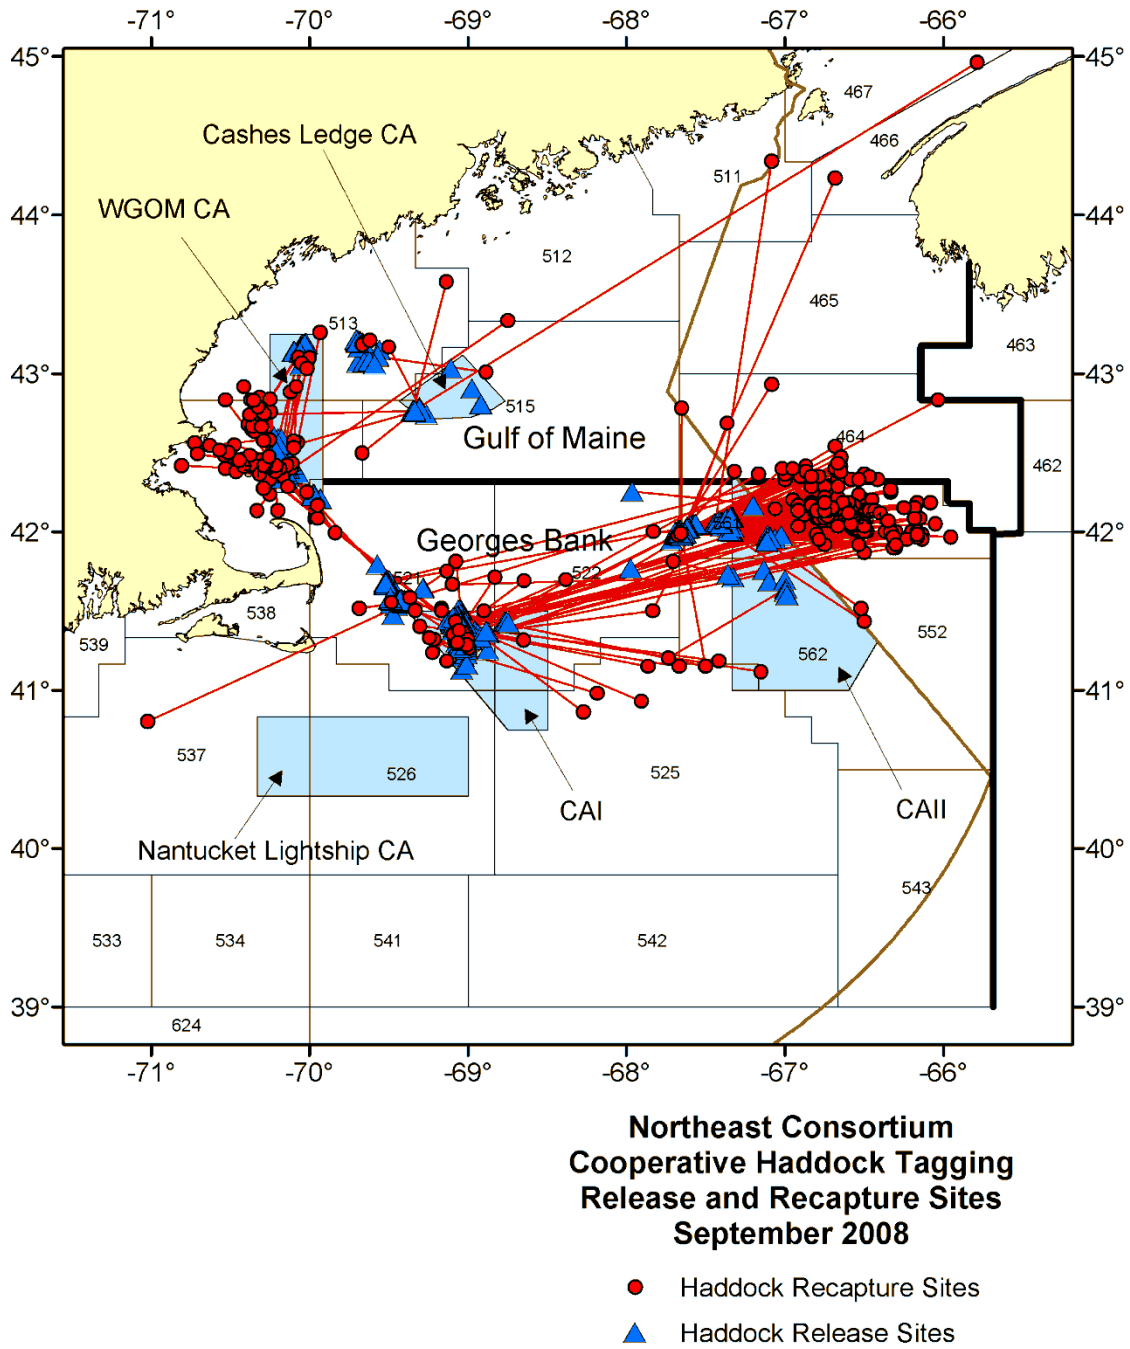 -71° -70° -69° -68° -67° -66°
45° 45°
467
Cashes Ledge CA
466
511
WGOM CA
44° 44°
512
465
513
463
43° 43°
515
464
Gulf of Maine
462
42° 42°
Georges Bank
521
522
538
539
552
562
41° 41°
537
526
525
CAI
CAII
40° 40°
Nantucket Lightship CA
543
533 534 541 542
39° 39°
624
-71° -70° -69° -68° -67° -66°
Northeast Consortium
Cooperative Haddock Tagging
Release and Recapture Sites
September 2008
Haddock Recapture Sites
Haddock Release Sites